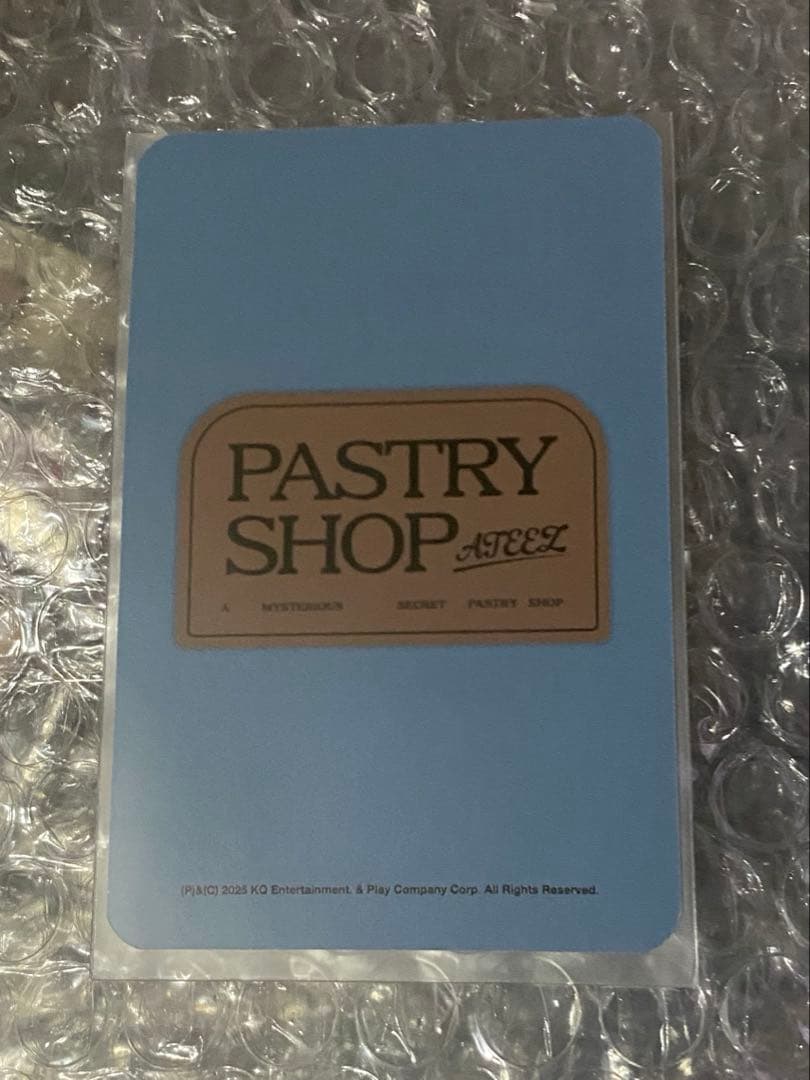 PASTRY
SHOP ATEEZ
A MYSTERIOUS SECRET PASTRY SHOP
(P)&(C) 2025 KQ Entertainment. & Play Company Corp. All Rights Reserved.